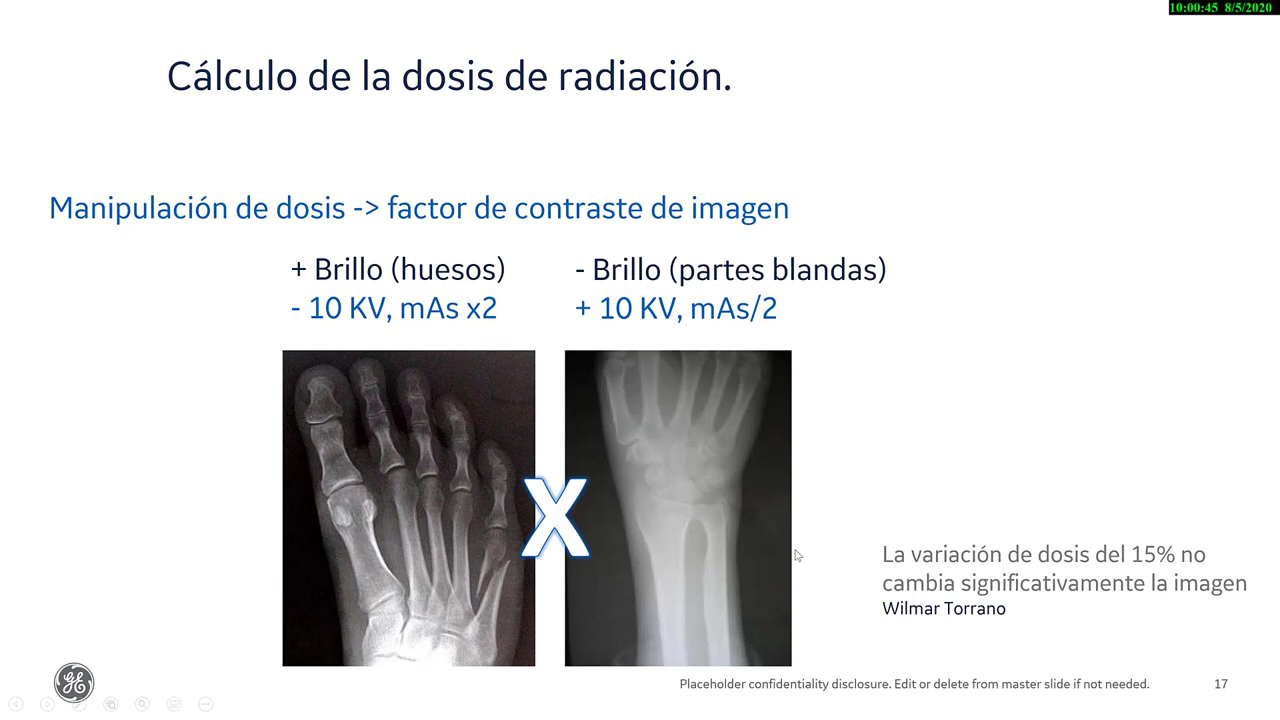 10:00:45 8/5/2020
Cálculo de la dosis de radiación.
Manipulación de dosis -> factor de contraste de imagen
+ Brillo (huesos)
- 10 KV, mAs x2
- Brillo (partes blandas)
+ 10 KV, mAs/2
X
La variación de dosis del 15% no
cambia significativamente la imagen
Wilmar Torrano
GE
Placeholder confidentiality disclosure. Edit or delete from master slide if not needed.
17